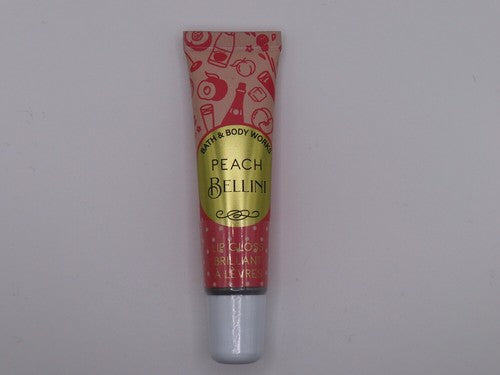 BATH & BODY WORKS
PEACH
BELLINI
LIP GLOSS
BRILLANT
À LÈVRES